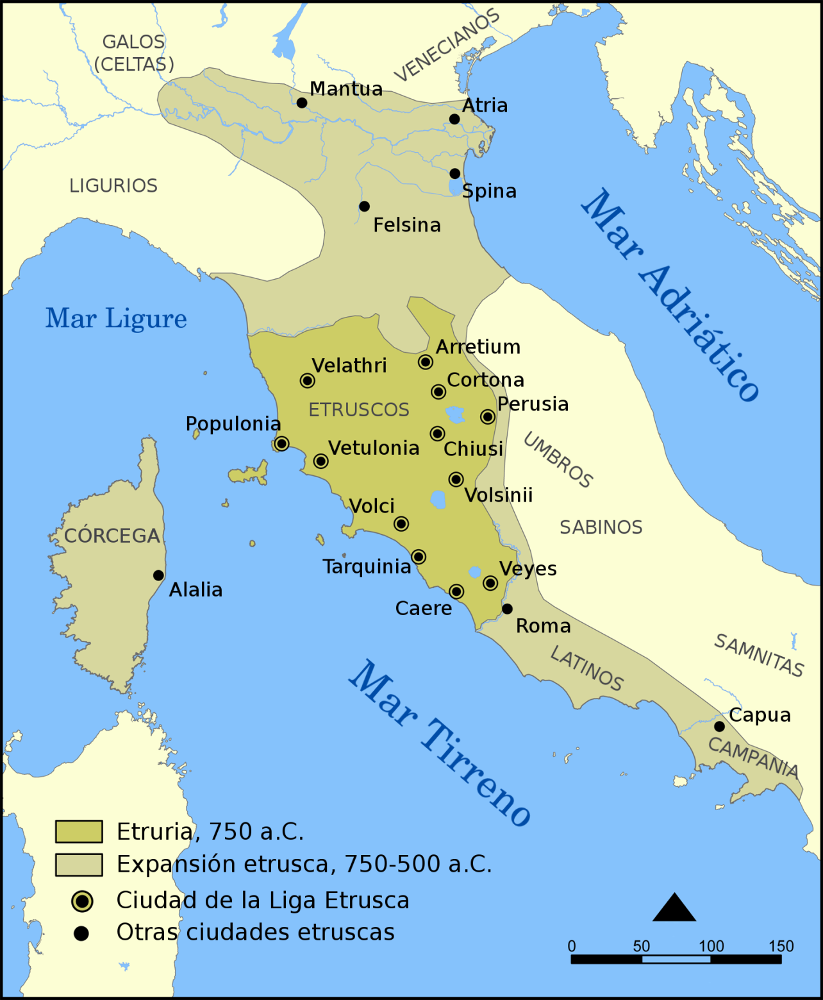 GALOS
(CELTAS)
VENECIANOS
Mantua
Atria
LIGURIOS
Spina
Felsina
Mar Adriático
Mar Ligure
Arretium
Velathri
Cortona
ETRUSCOS
Perusia
Populonia
Vetulonia
Chiusi
UMBROS
Volsinii
Volci
SABINOS
CÓRCEGA
Tarquinia
Veyes
Alalia
Caere
Roma
SAMNITAS
LATINOS
Mar Tirreno
Capua
CAMPANIA
Etruria, 750 a.C.
Expansión etrusca, 750-500 a.C.
Ciudad de la Liga Etrusca
Otras ciudades etruscas
0 50 100 150